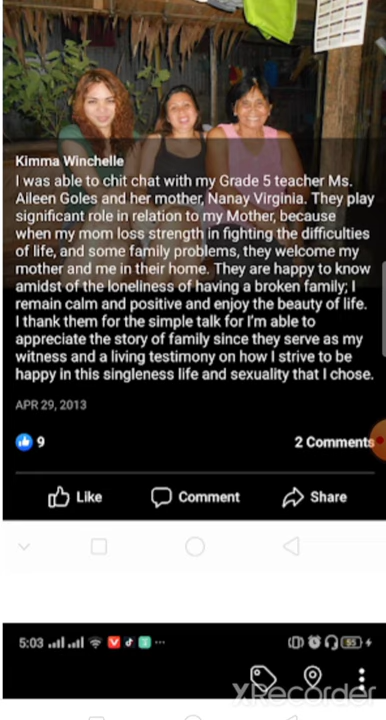 Kimma Winchelle
I was able to chit chat with my Grade 5 teacher Ms.
Aileen Goles and her mother, Nanay Virginia. They play
significant role in relation to my Mother, because
when my mom loss strength in fighting the difficulties
of life, and some family problems, they welcome my
mother and me in their home. They are happy to know
amidst of the loneliness of having a broken family; I
remain calm and positive and enjoy the beauty of life.
I thank them for the simple talk for I'm able to
appreciate the story of family since they serve as my
witness and a living testimony on how I strive to be
happy in this singleness life and sexuality that I chose.
APR 29, 2013
9 2 Comments
Like Comment Share
5:03 55
XRecorder